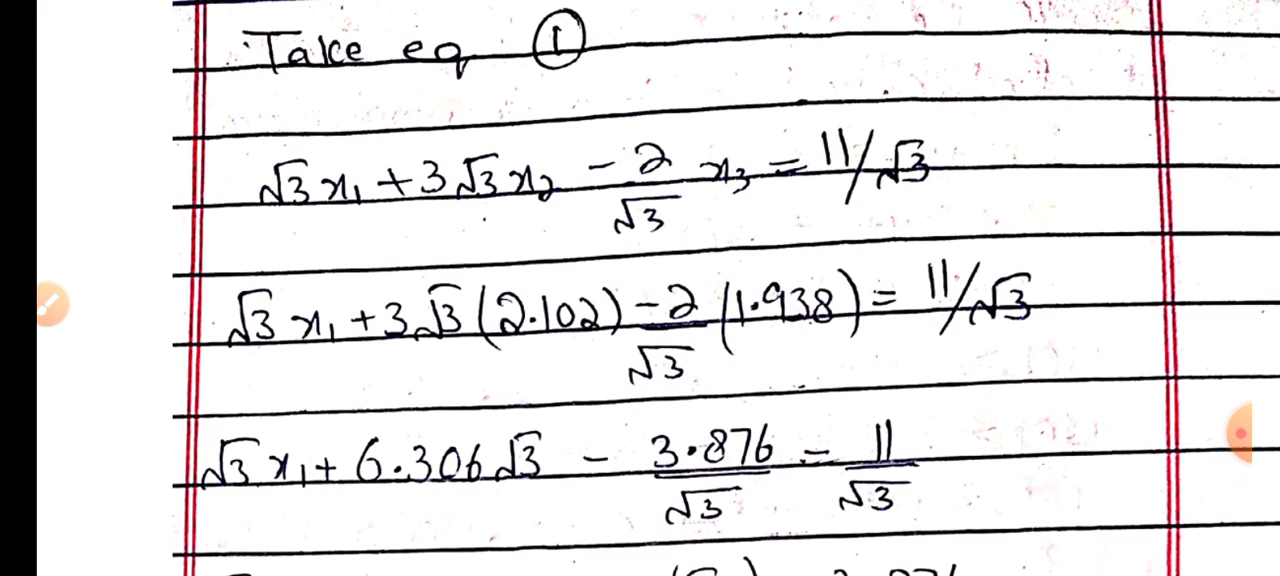 Take eq ①
√3 x₁ + 3√3 x₂ - 2/√3 x₃ = 11/√3
√3 x₁ + 3√3 (2.102) - 2/√3 (1.938) = 11/√3
√3 x₁ + 6.306√3 - 3.876/√3 = 11/√3